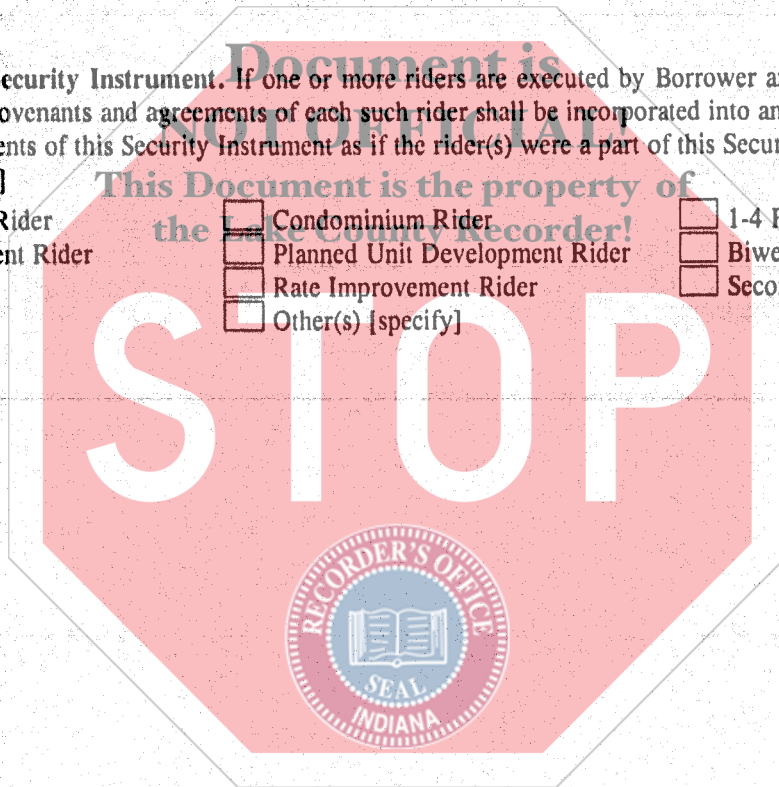 Document is
ecurity Instrument. If one or more riders are executed by Borrower a
ovenants and agreements of each such rider shall be incorporated into an
NOT OFFICIAL!
ents of this Security Instrument as if the rider(s) were a part of this Secur
]
This Document is the property of
Rider Condominium Rider 1-4 F
the Lake County Recorder!
ent Rider Planned Unit Development Rider Biwe
Rate Improvement Rider Seco
Other(s) [specify]
STOP
RECORDER'S OFFICE
SEAL
INDIANA